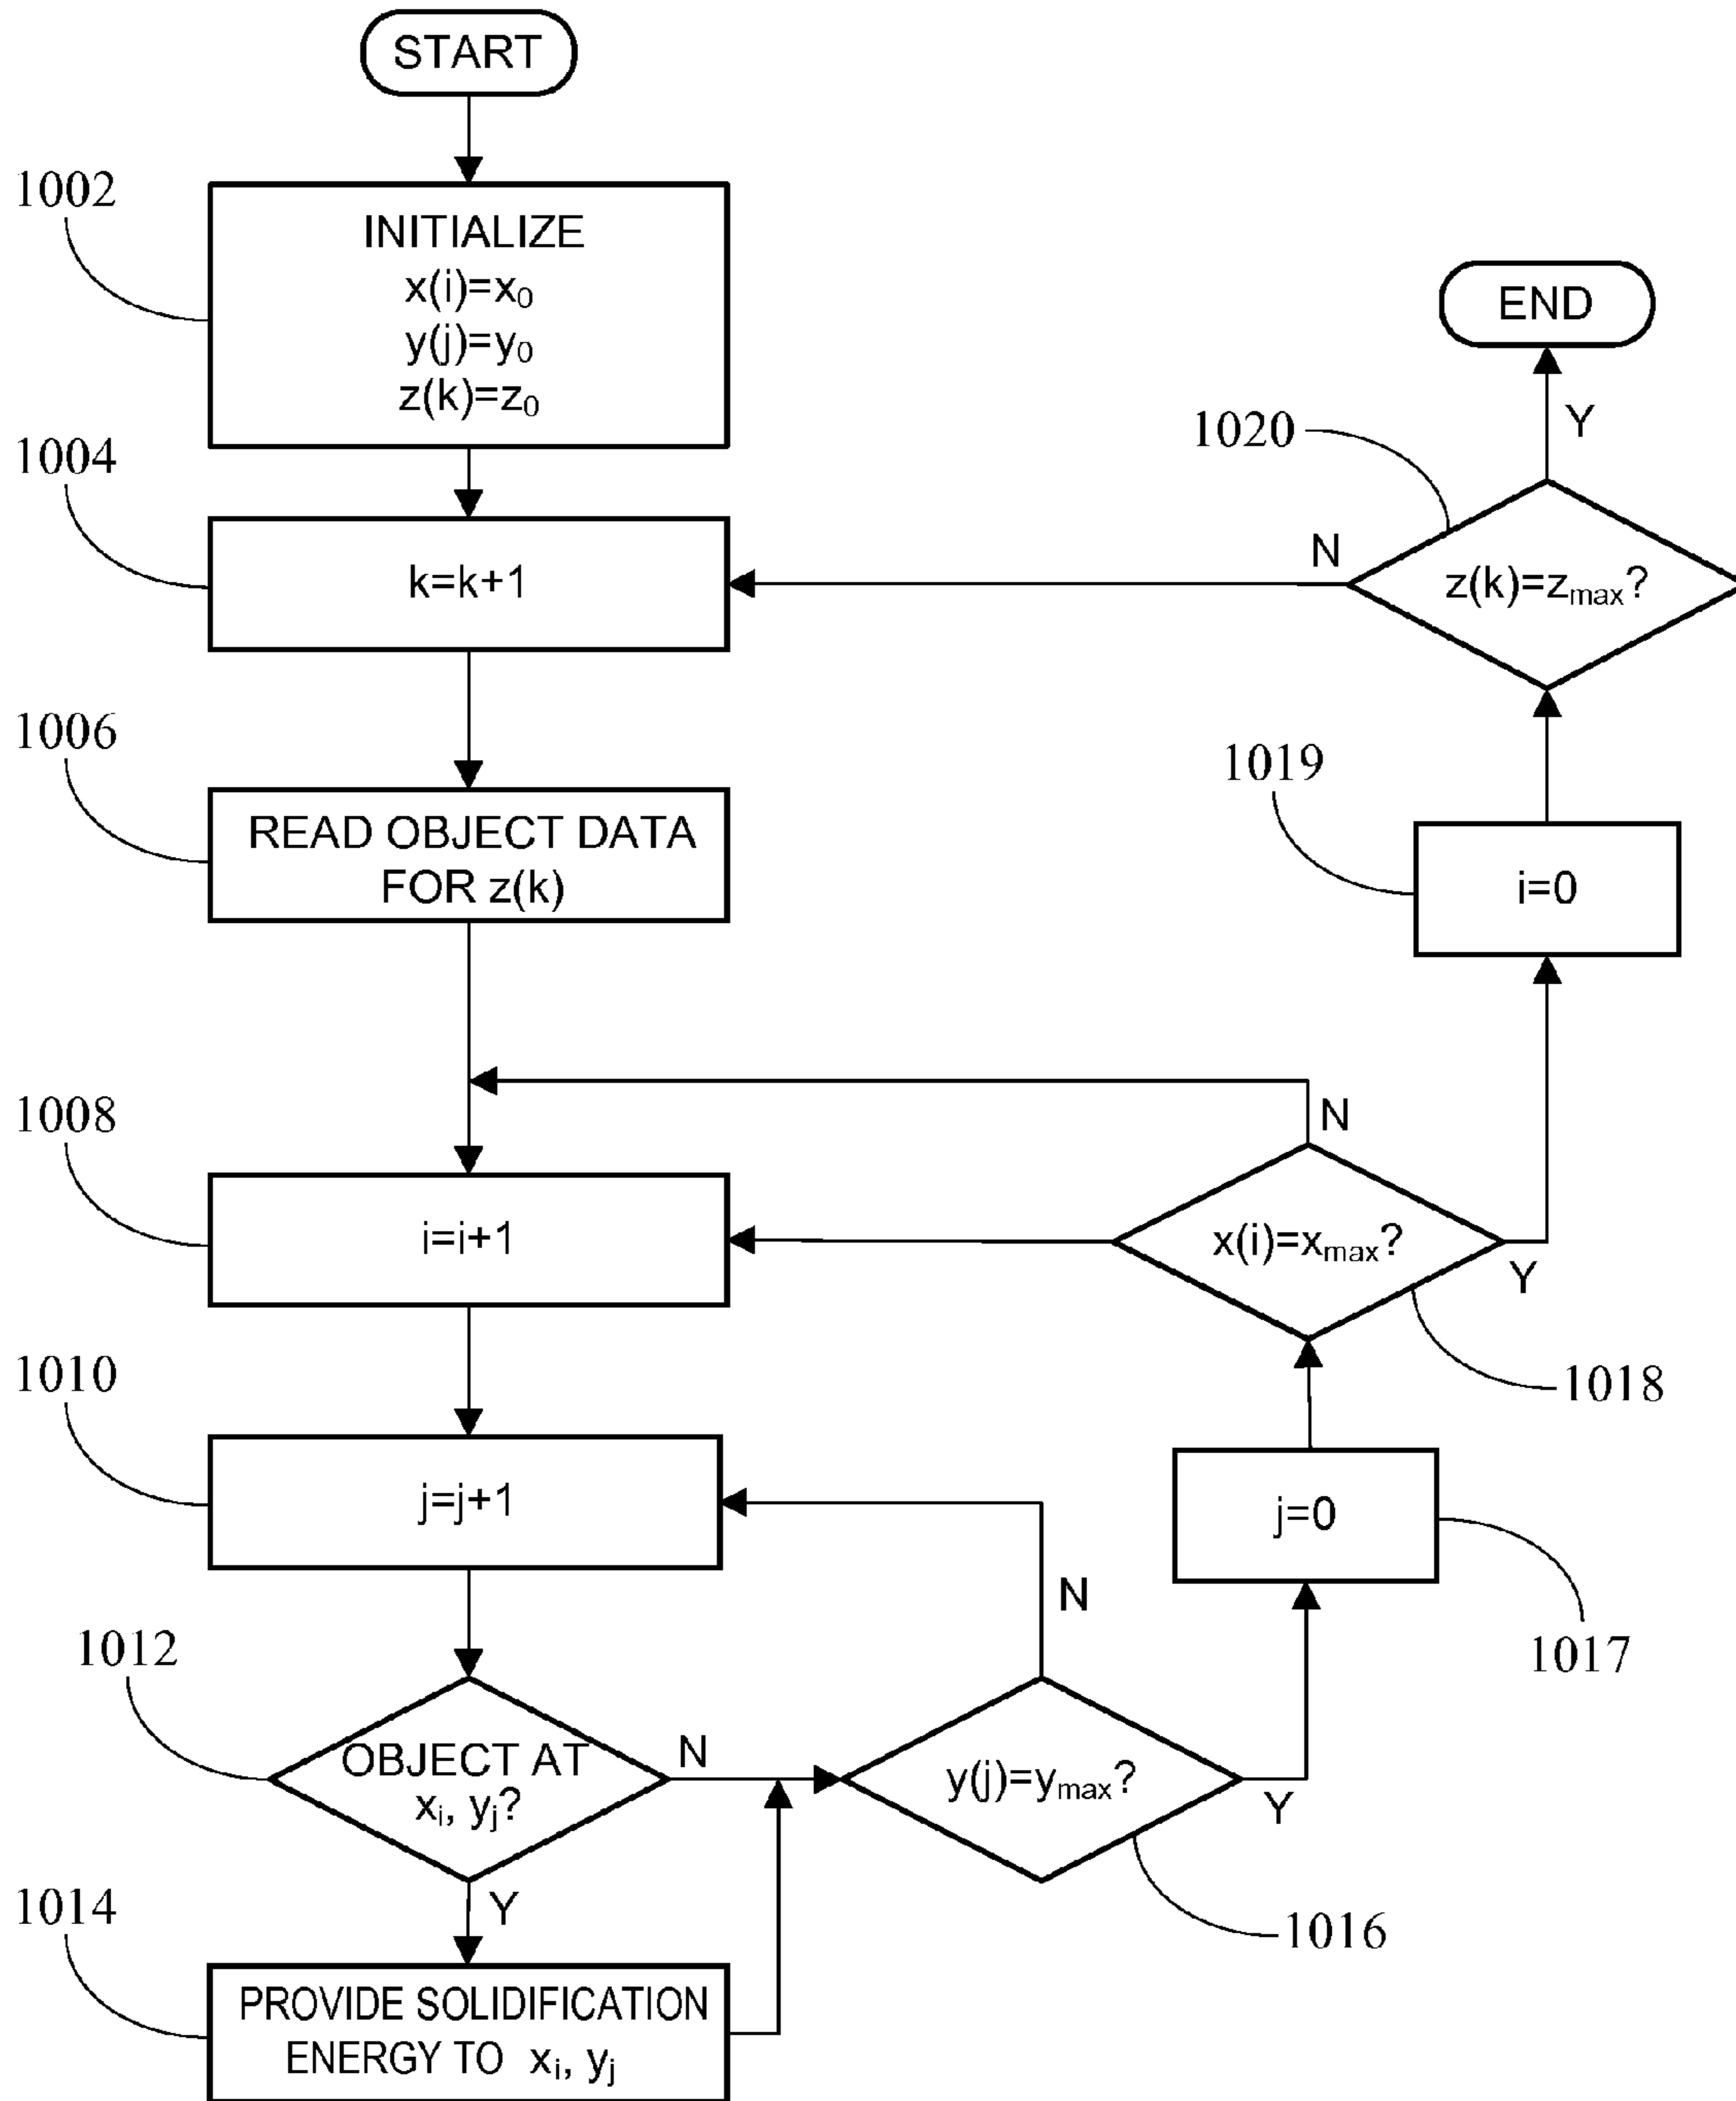 START
1002
INITIALIZE
x(i)=x₀
y(j)=y₀
z(k)=z₀
END
1004
k=k+1
1020
Y
N
z(k)=zₘₐₓ?
1006
READ OBJECT DATA
FOR z(k)
1019
i=0
1008
i=i+1
N
x(i)=xₘₐₓ?
Y
1018
1010
j=j+1
j=0
N
1017
1012
OBJECT AT
xᵢ, yⱼ?
N
y(j)=yₘₐₓ?
Y
Y
1016
1014
PROVIDE SOLIDIFICATION
ENERGY TO xᵢ, yⱼ